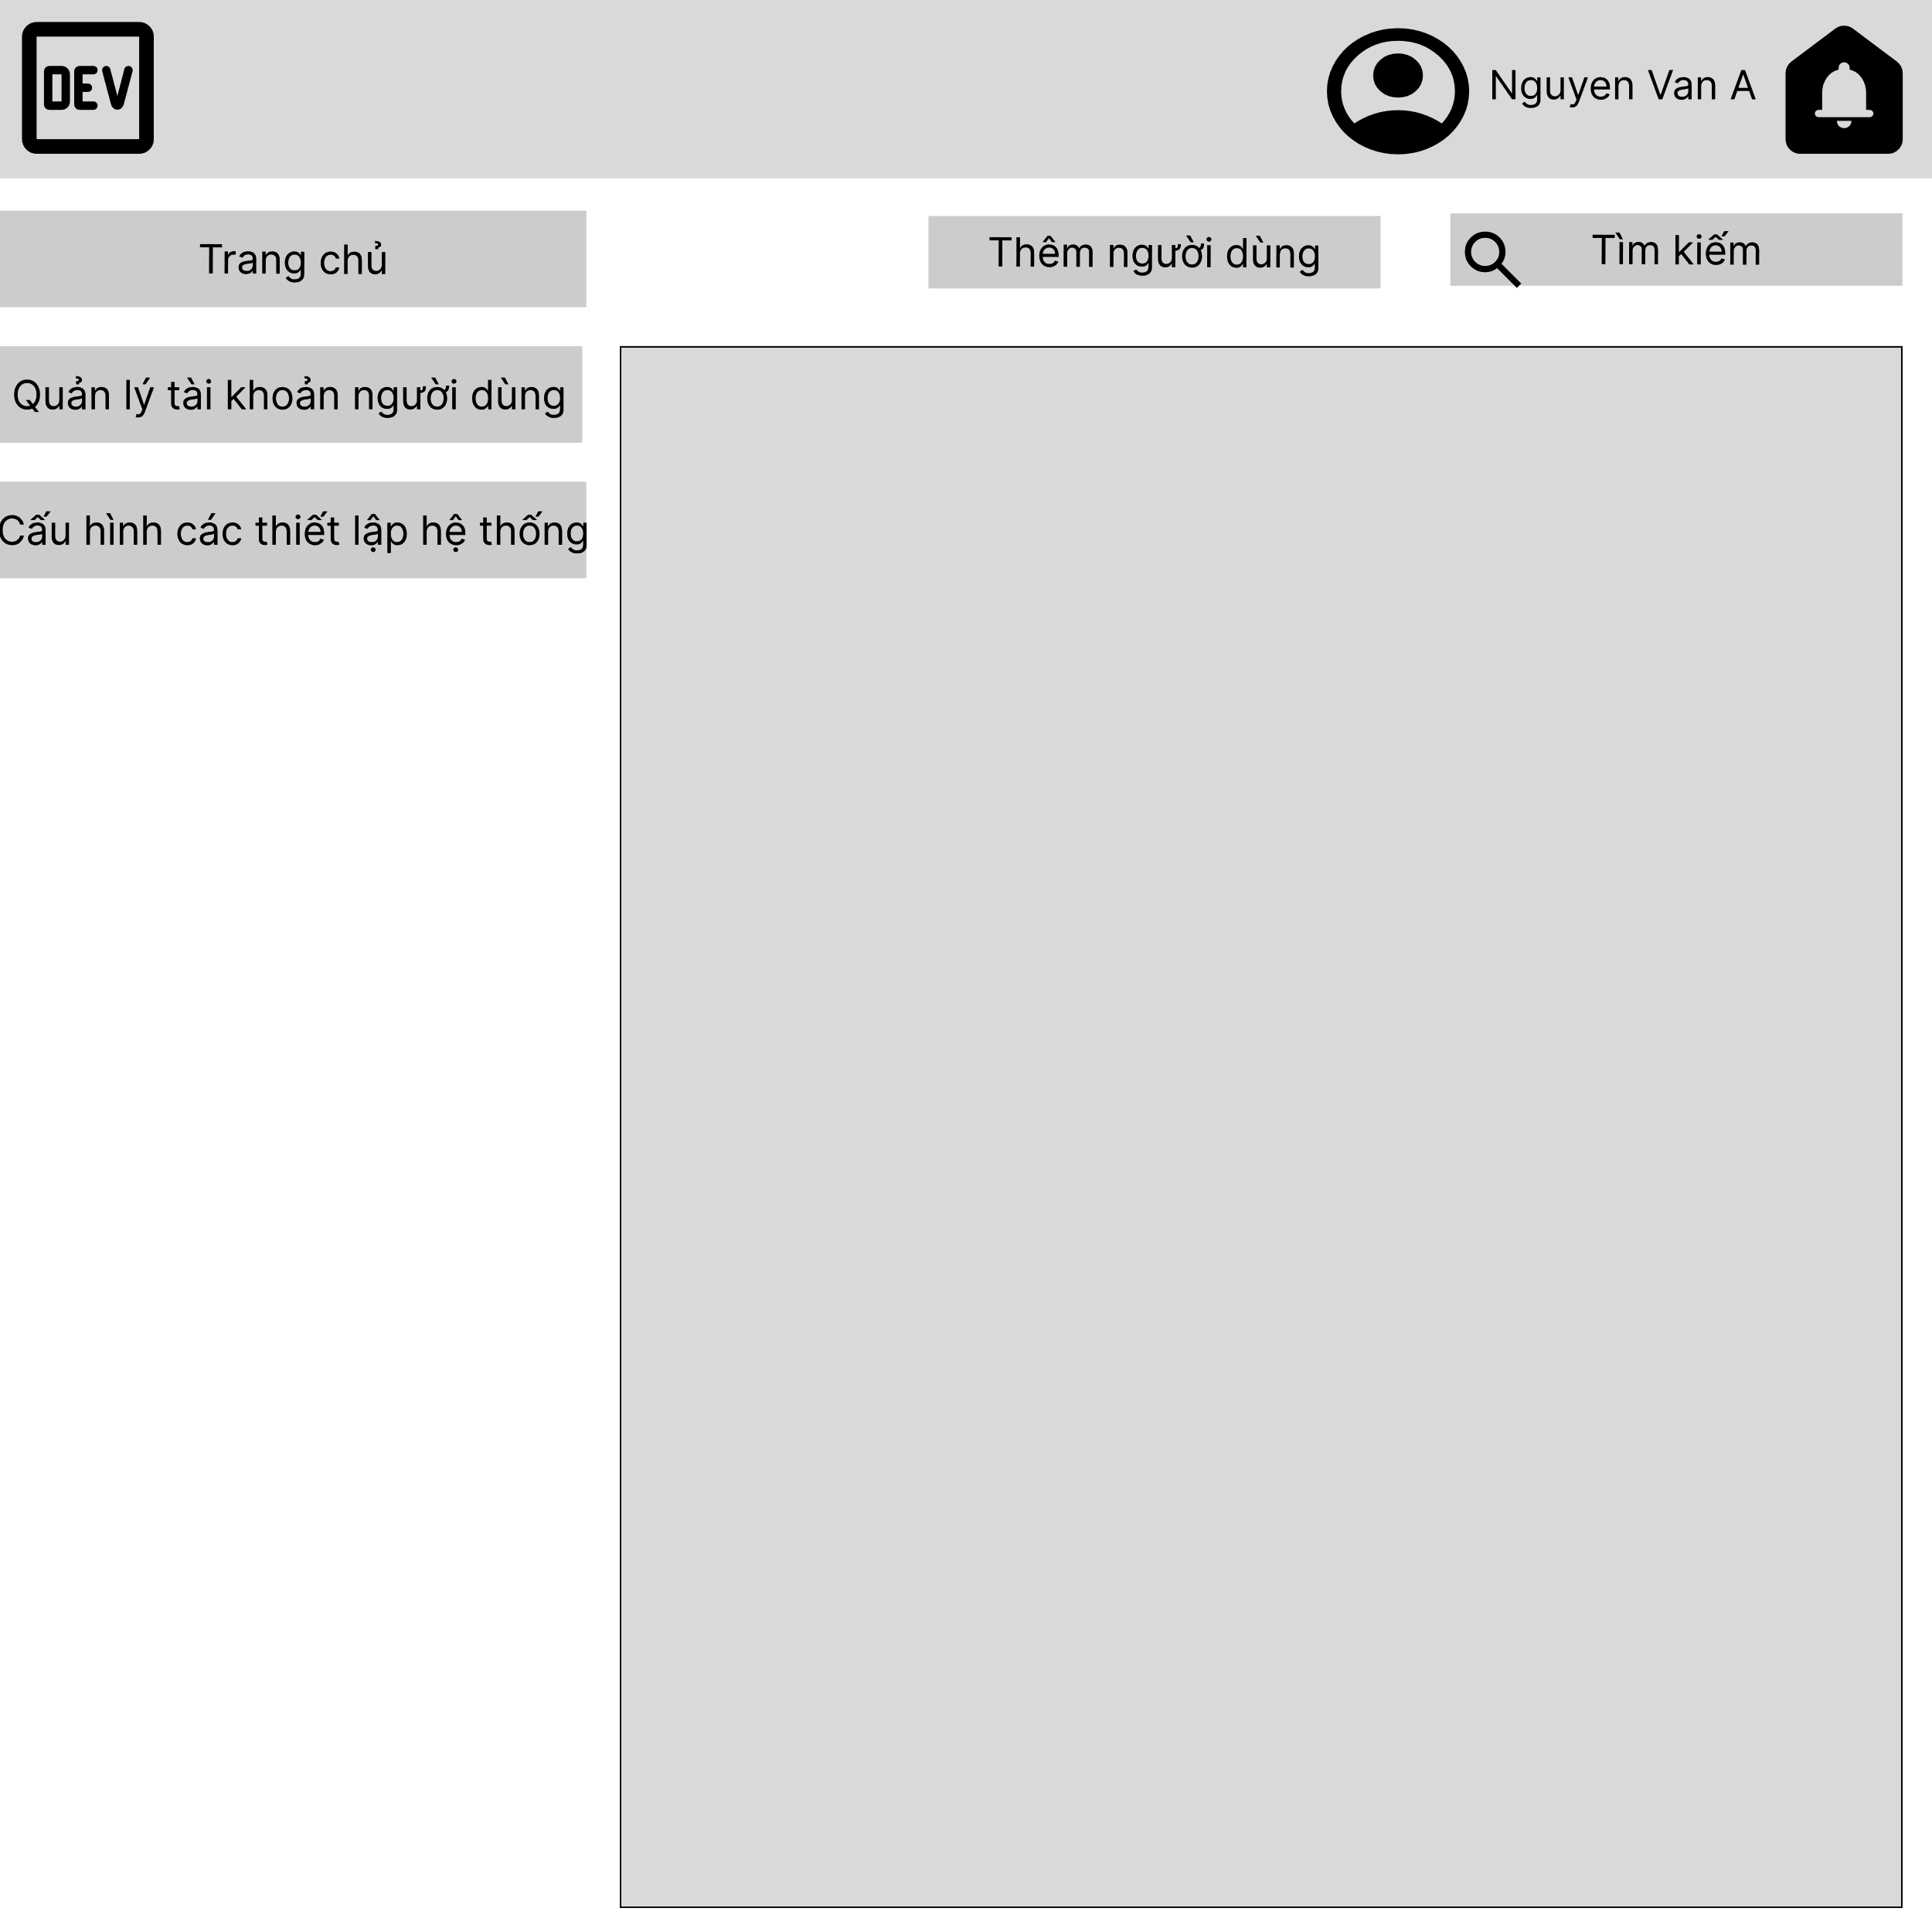 DEV
Nguyen Van A
Trang chủ
Thêm người dùng
Tìm kiếm
Quản lý tài khoản người dùng
Cấu hình các thiết lập hệ thống